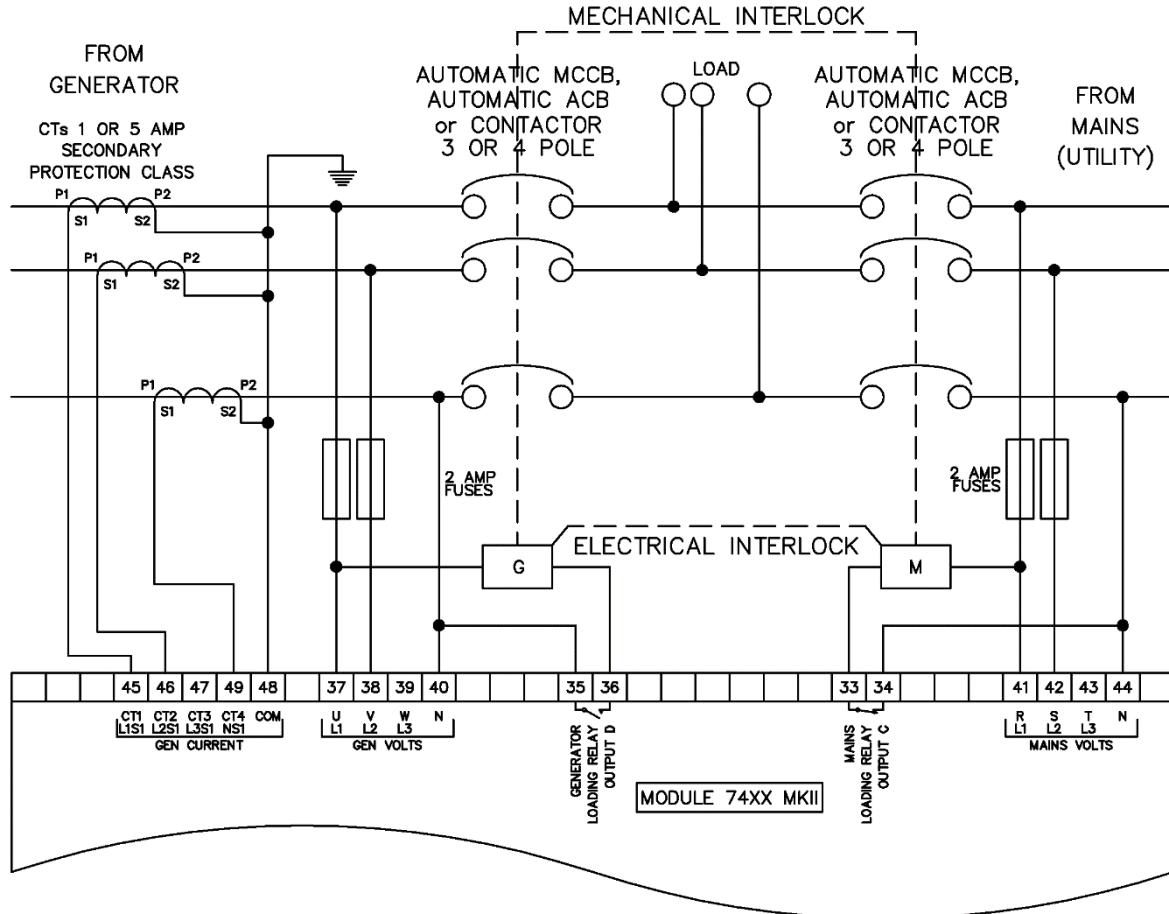 MECHANICAL INTERLOCK
FROM
GENERATOR
CTs 1 OR 5 AMP
SECONDARY
PROTECTION CLASS
AUTOMATIC MCCB,
AUTOMATIC ACB
or CONTACTOR
3 OR 4 POLE
LOAD
AUTOMATIC MCCB,
AUTOMATIC ACB
or CONTACTOR
3 OR 4 POLE
FROM
MAINS
(UTILITY)
P1 P2
S1 S2
P1 P2
S1 S2
P1 P2
S1 S2
2 AMP
FUSES
2 AMP
FUSES
ELECTRICAL INTERLOCK
G
M
45 46 47 49 48 37 38 39 40 35 36 33 34 41 42 43 44
CT1 CT2 CT3 CT4 COM
L1S1 L2S1 L3S1 NS1
GEN CURRENT
U V W N
L1 L2 L3
GEN VOLTS
GENERATOR
LOADING RELAY
OUTPUT D
MAINS
LOADING RELAY
OUTPUT C
R S T N
L1 L2 L3
MAINS VOLTS
MODULE 74XX MKII